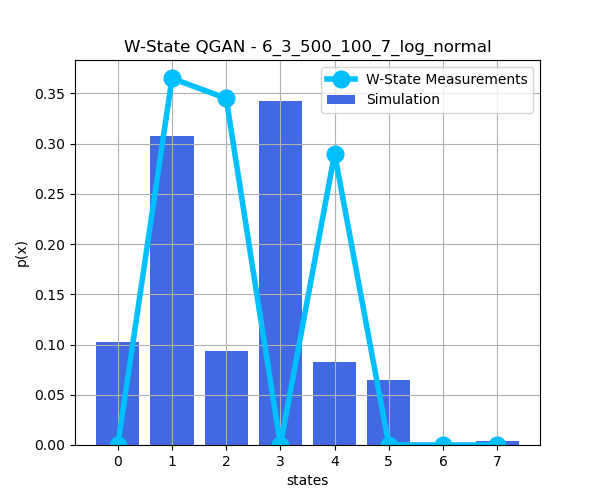 W-State QGAN - 6_3_500_100_7_log_normal
W-State Measurements
Simulation
p(x)
0.35
0.30
0.25
0.20
0.15
0.10
0.05
0.00
0 1 2 3 4 5 6 7
states